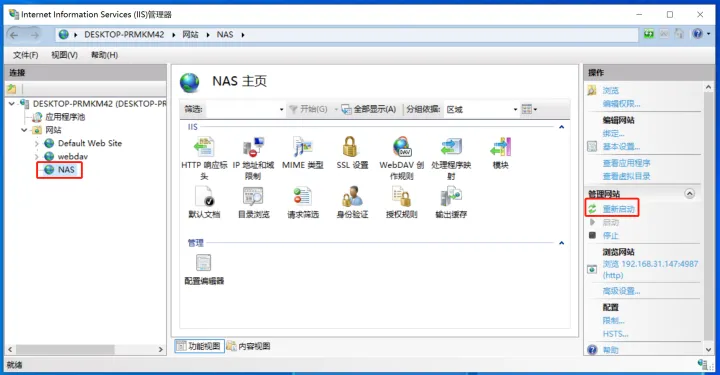 Internet Information Services (IIS)管理器
DESKTOP-PRMKM42 ▸ 网站 ▸ NAS ▸
文件(F) 视图(V) 帮助(H)
连接
DESKTOP-PRMKM42 (DESKTOP-PR
应用程序池
网站
Default Web Site
webdav
NAS
NAS 主页
筛选: 开始(G) 全部显示(A) 分组依据: 区域
IIS
HTTP 响应标头
IP 地址和域限制
MIME 类型
SSL 设置
WebDAV 创作规则
处理程序映射
模块
默认文档
目录浏览
请求筛选
身份验证
授权规则
输出缓存
管理
配置编辑器
功能视图 内容视图
操作
浏览
编辑权限...
编辑网站
绑定...
基本设置...
查看应用程序
查看虚拟目录
管理网站
重新启动
启动
停止
浏览网站
浏览 192.168.31.147:4987
(http)
高级设置...
配置
限制...
HSTS...
帮助
就绪